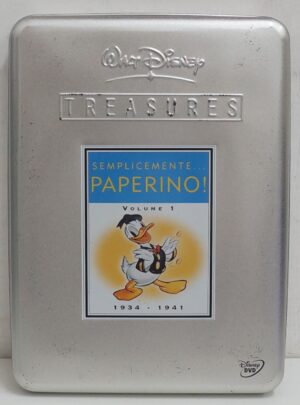 Walt Disney
TREASURES
SEMPLICEMENTE...
PAPERINO!
VOLUME 1
1934 - 1941
Disney
DVD